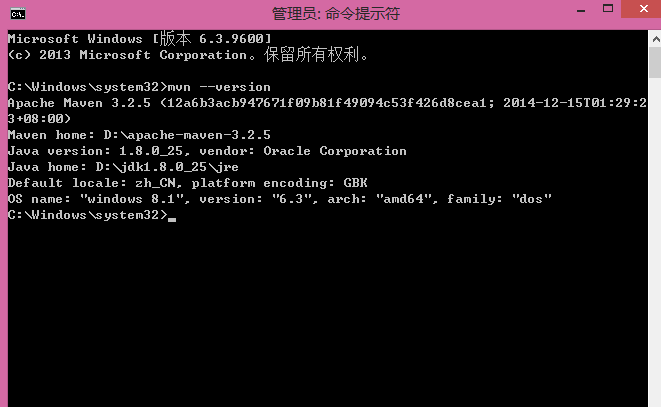 管理员: 命令提示符
Microsoft Windows [版本 6.3.9600]
(c) 2013 Microsoft Corporation。保留所有权利。
C:\Windows\system32>mvn --version
Apache Maven 3.2.5 (12a6b3acb947671f09b81f49094c53f426d8cea1; 2014-12-15T01:29:2
3+08:00)
Maven home: D:\apache-maven-3.2.5
Java version: 1.8.0_25, vendor: Oracle Corporation
Java home: D:\jdk1.8.0_25\jre
Default locale: zh_CN, platform encoding: GBK
OS name: "windows 8.1", version: "6.3", arch: "amd64", family: "dos"
C:\Windows\system32>